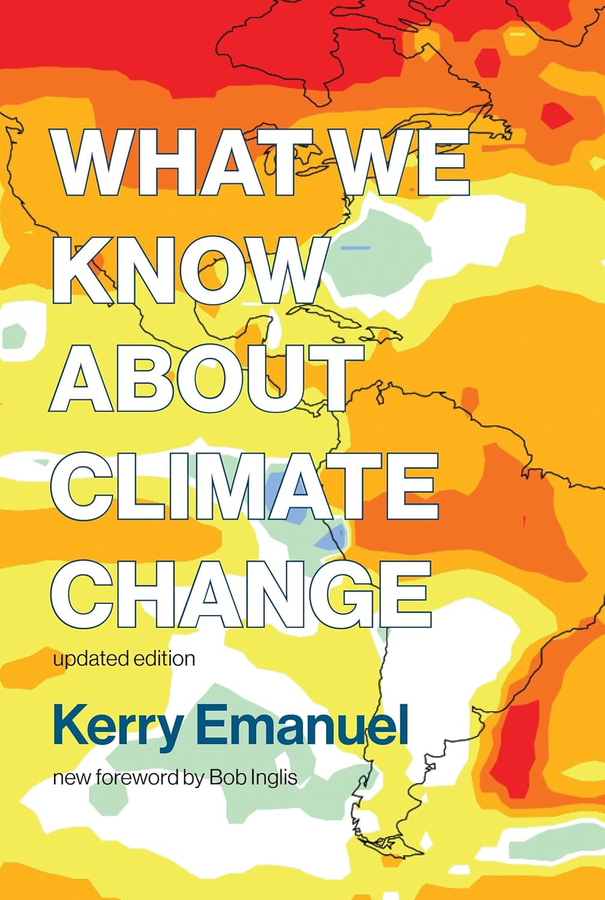 WHAT WE
KNOW
ABOUT
CLIMATE
CHANGE
updated edition
Kerry Emanuel
new foreword by Bob Inglis